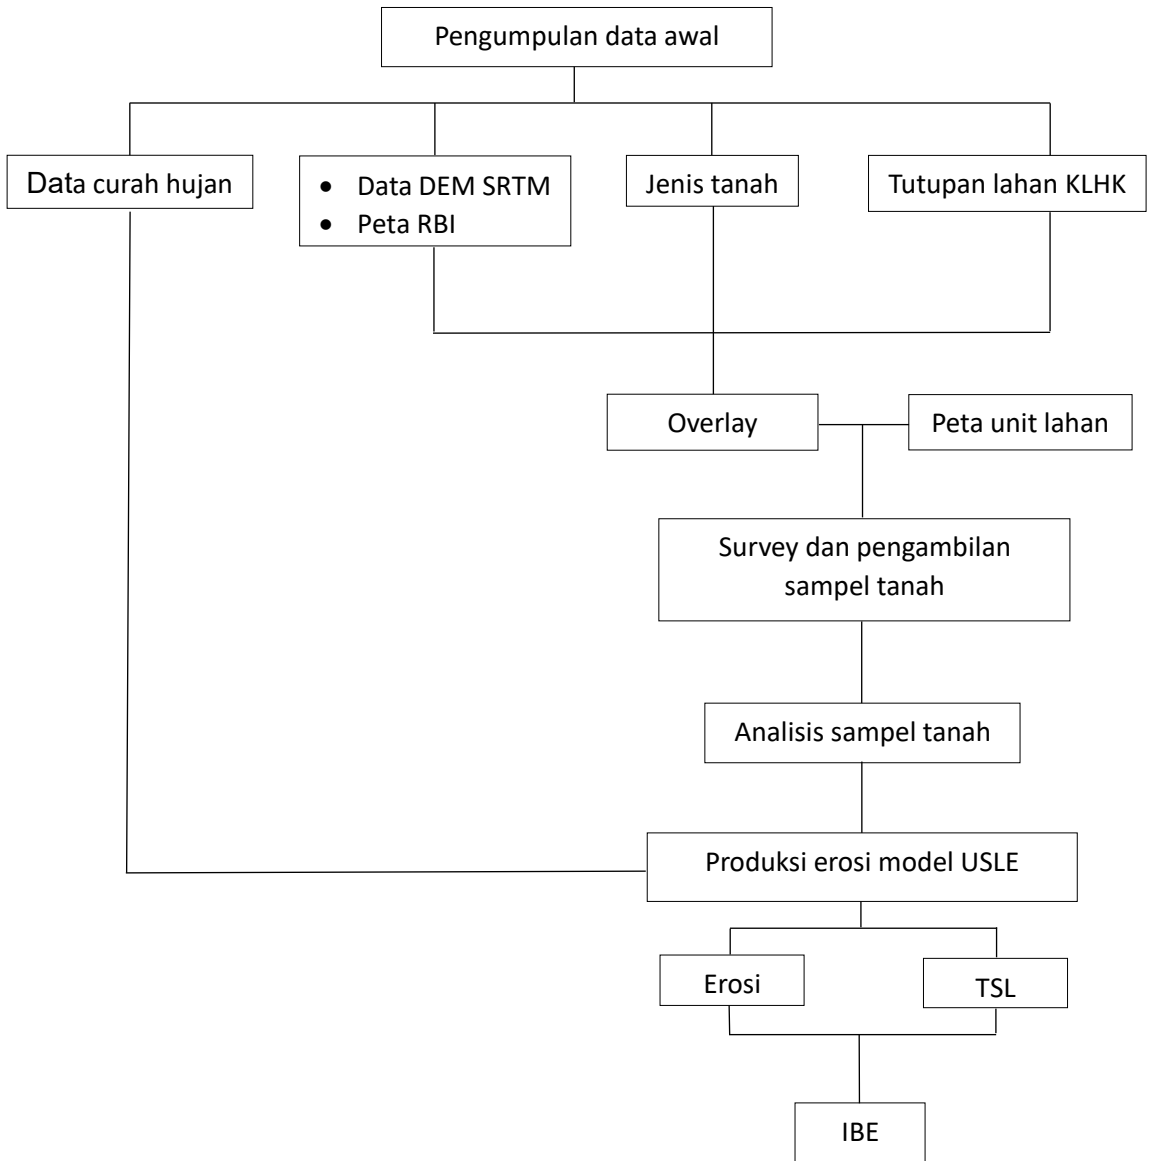 Pengumpulan data awal
Data curah hujan
• Data DEM SRTM
• Peta RBI
Jenis tanah
Tutupan lahan KLHK
Overlay
Peta unit lahan
Survey dan pengambilan
sampel tanah
Analisis sampel tanah
Produksi erosi model USLE
Erosi
TSL
IBE